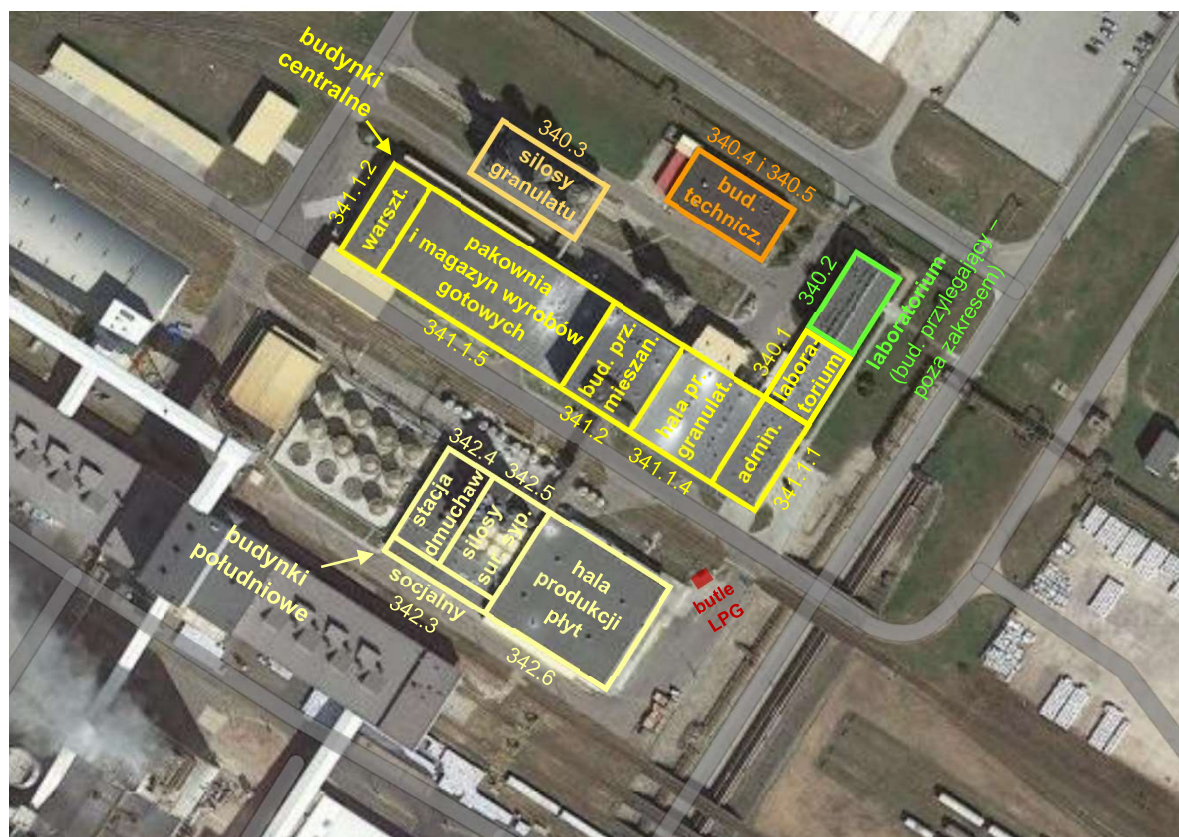 budynki
centralne
340.3
silosy
granulatu
340.4 i 340.5
bud.
technicz.
341.1.2
warszt.
pakownia
i magazyn wyrobów
gotowych
341.1.5
340.2
laboratorium
(bud. przylegający –
poza zakresem)
bud. prz.
mieszan.
341.2
hala pr.
granulat.
341.1.4
340.1
labora-
torium
admin.
341.1.1
342.4
stacja
dmuchaw
342.5
silosy
sur. syp.
budynki
południowe
socjalny
342.3
hala
produkcji
płyt
342.6
butle
LPG